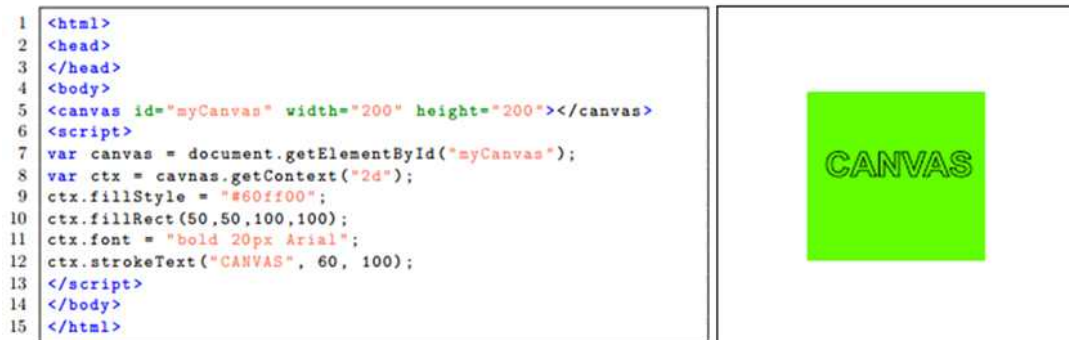 1 <html>
2 <head>
3 </head>
4 <body>
5 <canvas id="myCanvas" width="200" height="200"></canvas>
6 <script>
7 var canvas = document.getElementById("myCanvas");
8 var ctx = cavnas.getContext("2d");
9 ctx.fillStyle = "#60ff00";
10 ctx.fillRect(50,50,100,100);
11 ctx.font = "bold 20px Arial";
12 ctx.strokeText("CANVAS", 60, 100);
13 </script>
14 </body>
15 </html>
CANVAS